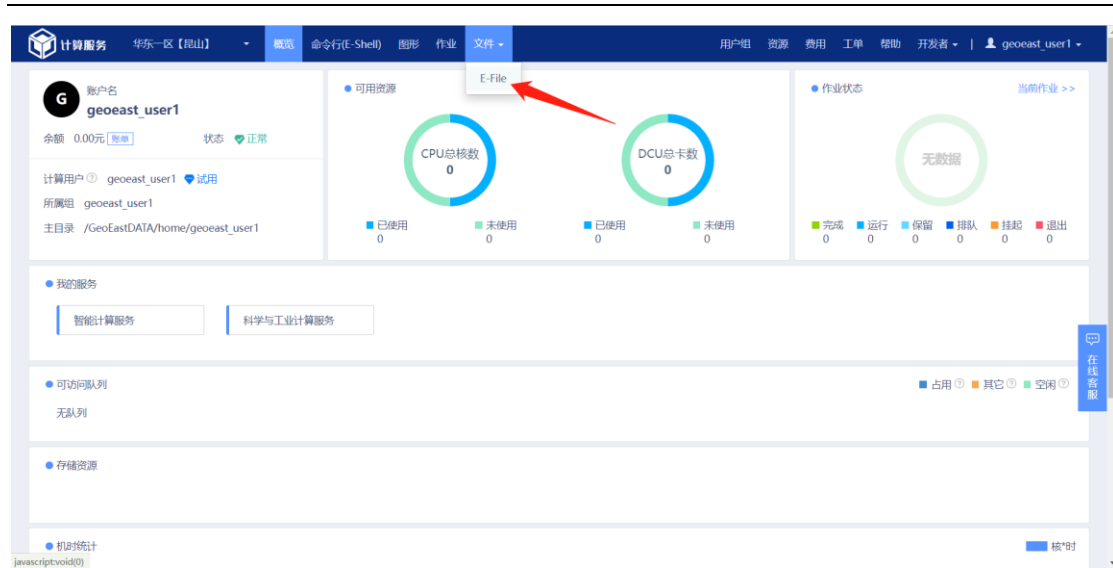 计算服务 华东一区【昆山】 概览 命令行(E-Shell) 图形 作业 文件 用户组 资源 费用 工单 帮助 开发者 | geoeast_user1
E-File
G
账户名
geoeast_user1
余额 0.00元 账单 状态 正常
计算用户 geoeast_user1 试用
所属组 geoeast_user1
主目录 /GeoEastDATA/home/geoeast_user1
可用资源
CPU总核数
0
已使用 未使用
0 0
DCU总卡数
0
已使用 未使用
0 0
作业状态 当前作业 >>
无数据
完成 运行 保留 排队 挂起 退出
0 0 0 0 0 0
我的服务
智能计算服务 科学与工业计算服务
可访问队列 占用 其它 空闲
无队列
存储资源
机时统计 核*时
在线客服
javascript:void(0)